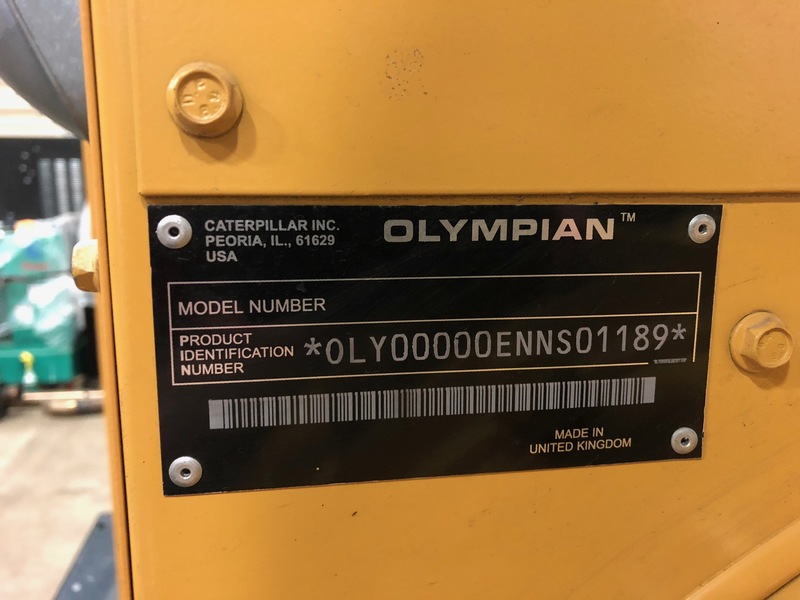 CATERPILLAR INC.
PEORIA, IL., 61629
USA
OLYMPIAN™
MODEL NUMBER
PRODUCT
IDENTIFICATION
NUMBER
*OLY00000ENNS01189*
MADE IN
UNITED KINGDOM